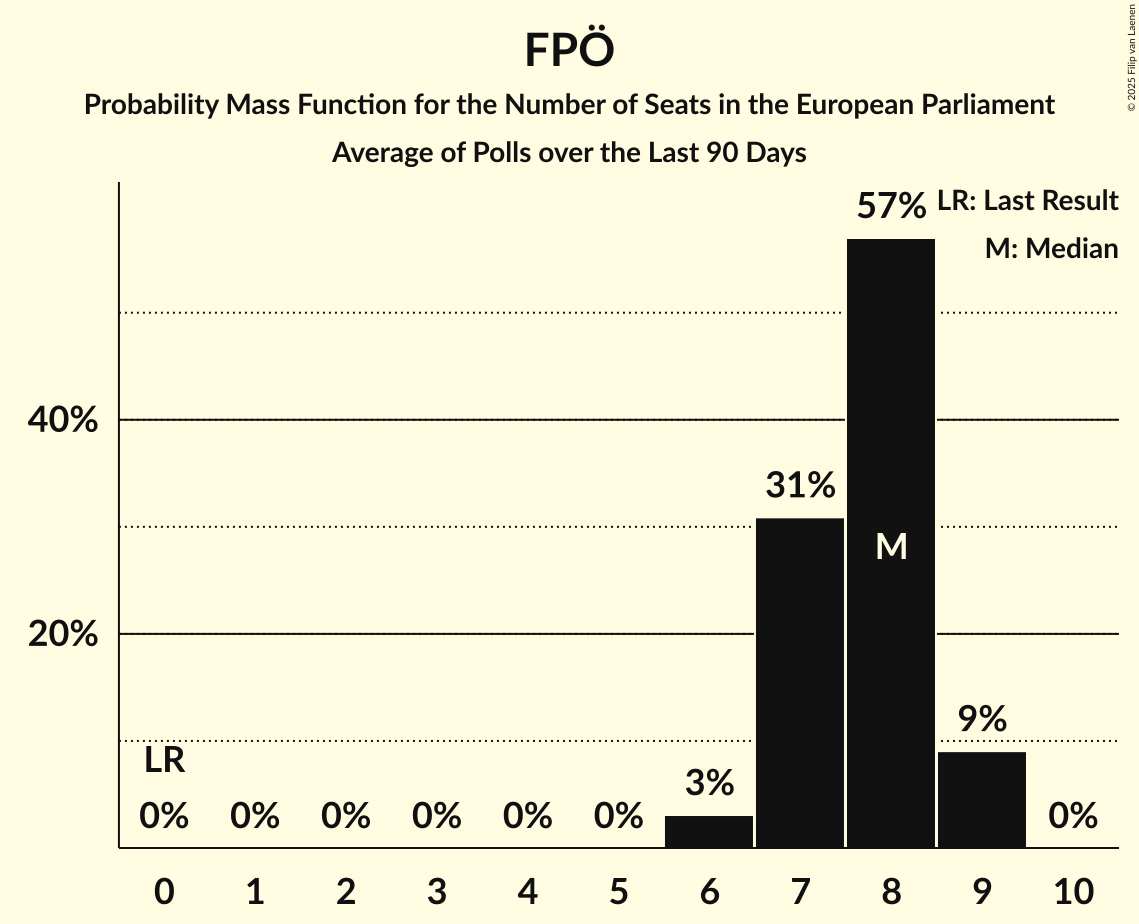 FPÖ
Probability Mass Function for the Number of Seats in the European Parliament
Average of Polls over the Last 90 Days
© 2025 Filip van Laenen
LR: Last Result
M: Median
57%
40%
31%
M
20%
9%
LR
3%
0% 0% 0% 0% 0% 0% 0%
0 1 2 3 4 5 6 7 8 9 10